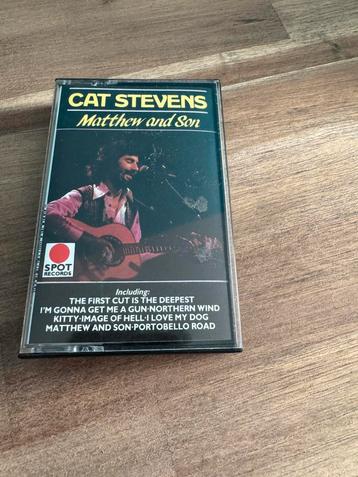 CAT STEVENS
Matthew and Son
SPOT
RECORDS
Including:
THE FIRST CUT IS THE DEEPEST
I'M GONNA GET ME A GUN·NORTHERN WIND
KITTY·IMAGE OF HELL·I LOVE MY DOG
MATTHEW AND SON·PORTOBELLO ROAD